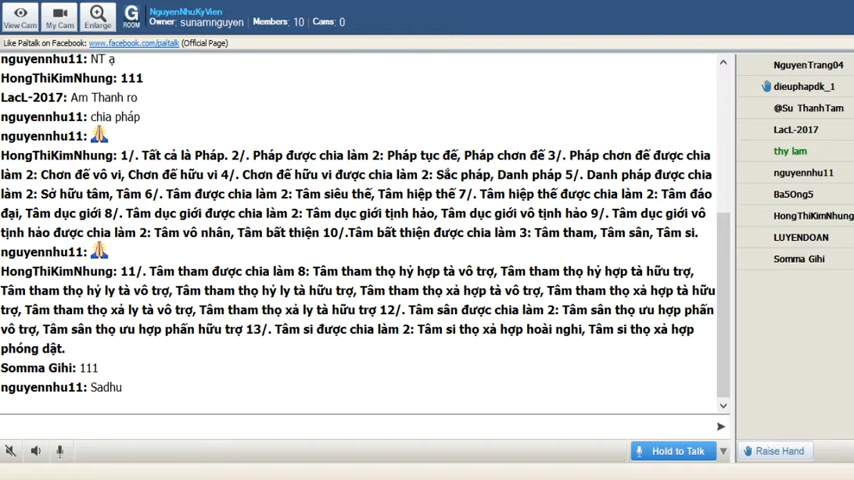 NguyenNhuKyVien
Owner: sunamnguyen Members: 10 Cams: 0
View Cam My Cam Enlarge G ROOM
Like Paltalk on Facebook: www.facebook.com/paltalk (Official Page)
nguyennhu11: NT ạ
HongThiKimNhung: 111
LacL-2017: Am Thanh ro
nguyennhu11: chia pháp
nguyennhu11:
HongThiKimNhung: 1/. Tất cả là Pháp. 2/. Pháp được chia làm 2: Pháp tục đế, Pháp chơn đế 3/. Pháp chơn đế được chia
làm 2: Chơn đế vô vi, Chơn đế hữu vi 4/. Chơn đế hữu vi được chia làm 2: Sắc pháp, Danh pháp 5/. Danh pháp được chia
làm 2: Sở hữu tâm, Tâm 6/. Tâm được chia làm 2: Tâm siêu thế, Tâm hiệp thế 7/. Tâm hiệp thế được chia làm 2: Tâm đáo
đại, Tâm dục giới 8/. Tâm dục giới được chia làm 2: Tâm dục giới tịnh hảo, Tâm dục giới vô tịnh hảo 9/. Tâm dục giới vô
tịnh hảo được chia làm 2: Tâm vô nhân, Tâm bất thiện 10/.Tâm bất thiện được chia làm 3: Tâm tham, Tâm sân, Tâm si.
nguyennhu11:
HongThiKimNhung: 11/. Tâm tham được chia làm 8: Tâm tham thọ hỷ hợp tà vô trợ, Tâm tham thọ hỷ hợp tà hữu trợ,
Tâm tham thọ hỷ ly tà vô trợ, Tâm tham thọ hỷ ly tà hữu trợ, Tâm tham thọ xả hợp tà vô trợ, Tâm tham thọ xả hợp tà hữu
trợ, Tâm tham thọ xả ly tà vô trợ, Tâm tham thọ xả ly tà hữu trợ 12/. Tâm sân được chia làm 2: Tâm sân thọ ưu hợp phấn
vô trợ, Tâm sân thọ ưu hợp phấn hữu trợ 13/. Tâm si được chia làm 2: Tâm si thọ xả hợp hoài nghi, Tâm si thọ xả hợp
phóng dật.
Somma Gihi: 111
nguyennhu11: Sadhu
NguyenTrang04
dieuphapdk_1
@Su ThanhTam
LacL-2017
thy lam
nguyennhu11
Ba5Ong5
HongThiKimNhung
LUYENDOAN
Somma Gihi
Hold to Talk
Raise Hand